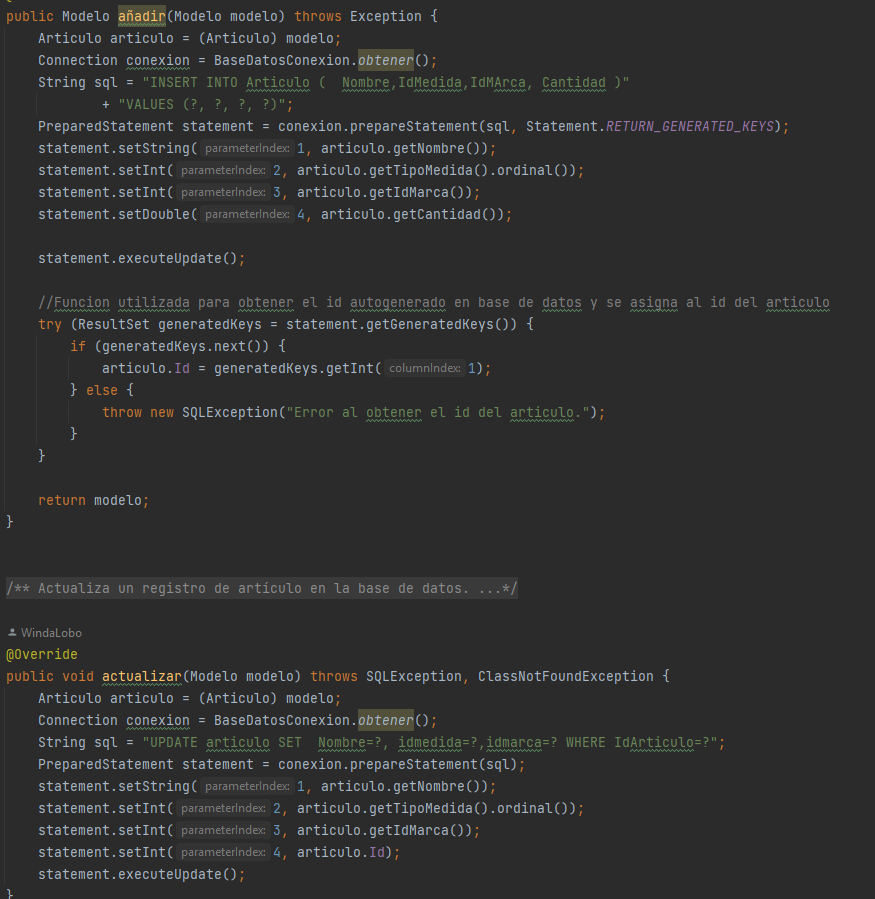 public Modelo añadir(Modelo modelo) throws Exception {
Articulo articulo = (Articulo) modelo;
Connection conexion = BaseDatosConexion.obtener();
String sql = "INSERT INTO Articulo (  Nombre,IdMedida,IdMArca, Cantidad )"
+ "VALUES (?, ?, ?, ?)";
PreparedStatement statement = conexion.prepareStatement(sql, Statement.RETURN_GENERATED_KEYS);
statement.setString( parameterIndex: 1, articulo.getNombre());
statement.setInt( parameterIndex: 2, articulo.getTipoMedida().ordinal());
statement.setInt( parameterIndex: 3, articulo.getIdMarca());
statement.setDouble( parameterIndex: 4, articulo.getCantidad());
statement.executeUpdate();
//Funcion utilizada para obtener el id autogenerado en base de datos y se asigna al id del articulo
try (ResultSet generatedKeys = statement.getGeneratedKeys()) {
if (generatedKeys.next()) {
articulo.Id = generatedKeys.getInt( columnIndex: 1);
} else {
throw new SQLException("Error al obtener el id del articulo.");
}
}
return modelo;
}
/** Actualiza un registro de artículo en la base de datos. ...*/
WindaLobo
@Override
public void actualizar(Modelo modelo) throws SQLException, ClassNotFoundException {
Articulo articulo = (Articulo) modelo;
Connection conexion = BaseDatosConexion.obtener();
String sql = "UPDATE articulo SET  Nombre=?, idmedida=?,idmarca=? WHERE IdArticulo=?";
PreparedStatement statement = conexion.prepareStatement(sql);
statement.setString( parameterIndex: 1, articulo.getNombre());
statement.setInt( parameterIndex: 2, articulo.getTipoMedida().ordinal());
statement.setInt( parameterIndex: 3, articulo.getIdMarca());
statement.setInt( parameterIndex: 4, articulo.Id);
statement.executeUpdate();
}